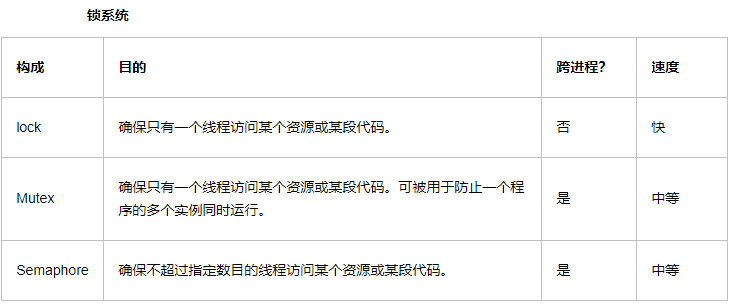 锁系统
构成 目的 跨进程? 速度
lock 确保只有一个线程访问某个资源或某段代码。 否 快
Mutex 确保只有一个线程访问某个资源或某段代码。可被用于防止一个程
序的多个实例同时运行。 是 中等
Semaphore 确保不超过指定数目的线程访问某个资源或某段代码。 是 中等